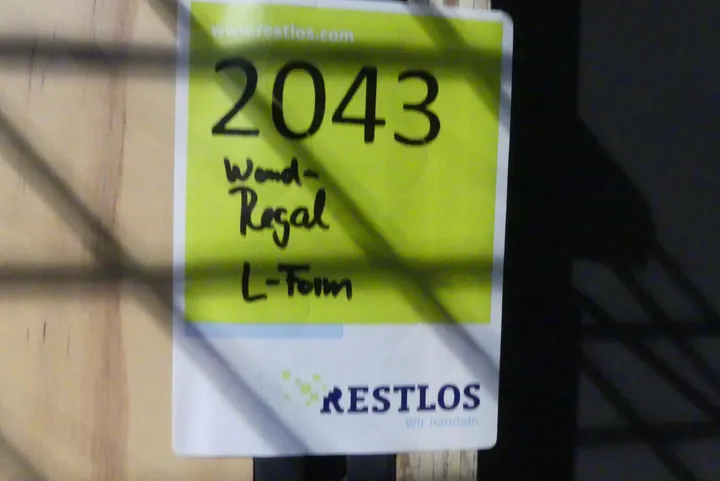 www.restlos.com
2043
Wand-
Regal
L-Form
RESTLOS
Wir handeln.